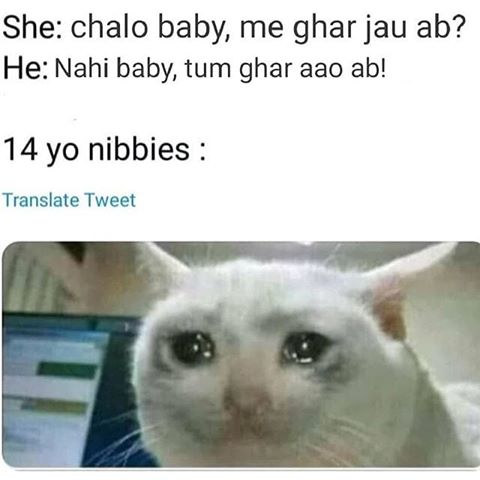 She: chalo baby, me ghar jau ab?
He: Nahi baby, tum ghar aao ab!
14 yo nibbies :
Translate Tweet